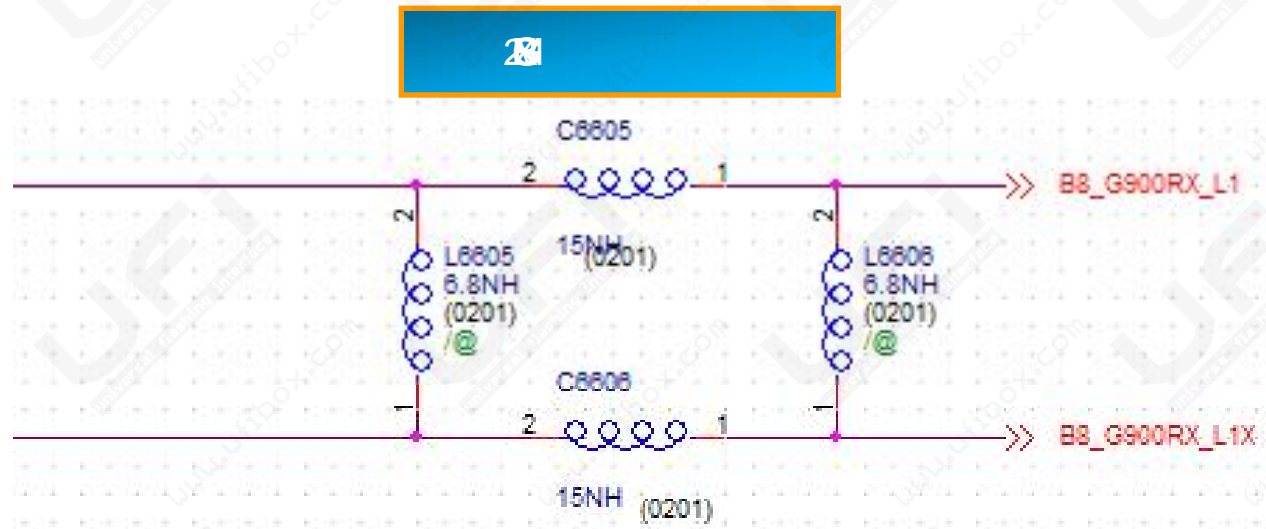 C6605
2
1
B8_G900RX_L1
2
2
15NH
(0201)
L6605
6.8NH
(0201)
/@
L6606
6.8NH
(0201)
/@
C6606
1
1
2
1
B8_G900RX_L1X
15NH
(0201)